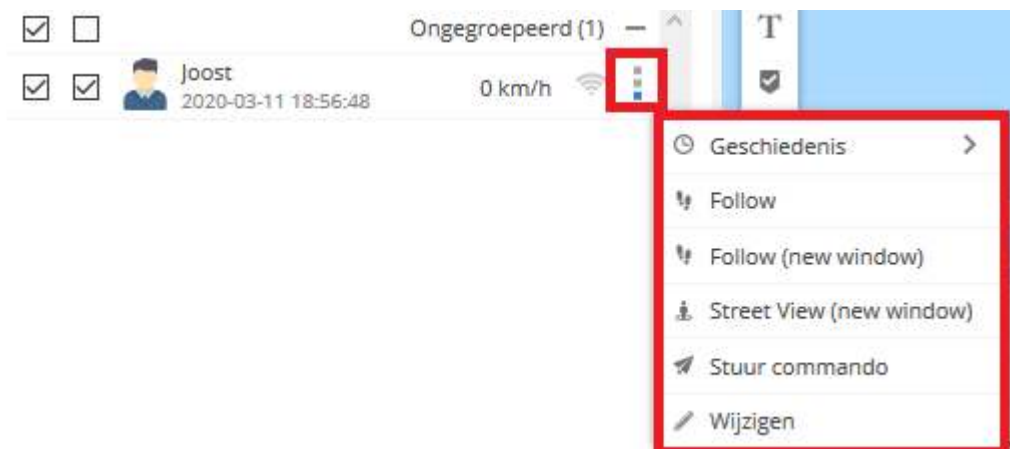 Ongegroepeerd (1)
Joost
2020-03-11 18:56:48
0 km/h
T
Geschiedenis
Follow
Follow (new window)
Street View (new window)
Stuur commando
Wijzigen